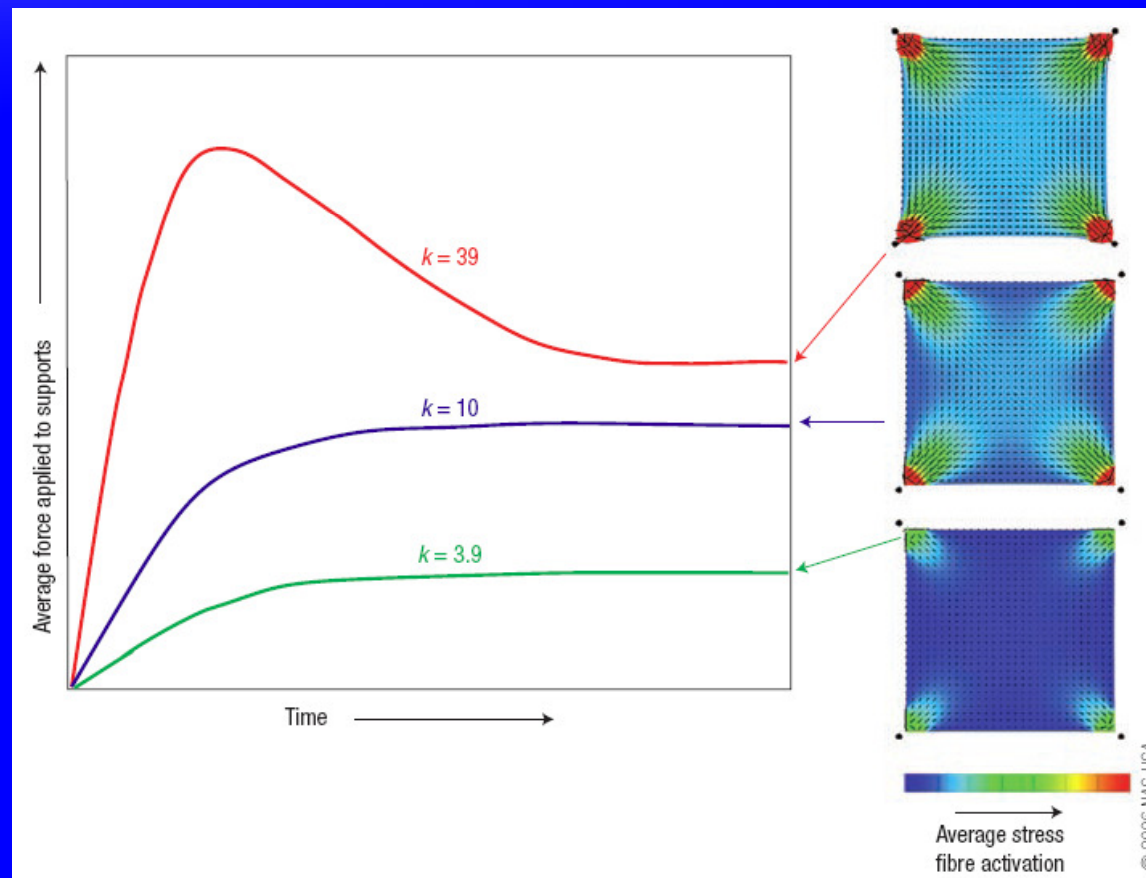 Average force applied to supports
k = 39
k = 10
k = 3.9
Time
Average stress
fibre activation